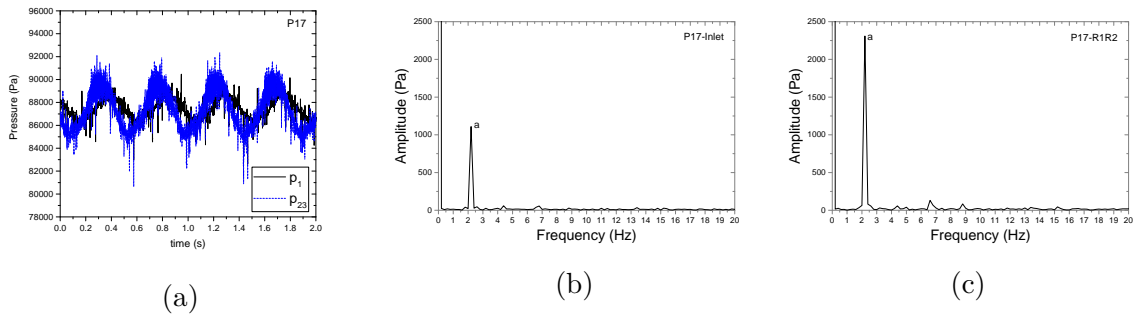 96000
94000
92000
90000
88000
86000
84000
82000
80000
78000
Pressure (Pa)
P17
p1
p23
0.0 0.2 0.4 0.6 0.8 1.0 1.2 1.4 1.6 1.8 2.0
time (s)
(a)
2500
2000
1500
1000
500
0
Amplitude (Pa)
P17-Inlet
a
0 1 2 3 4 5 6 7 8 9 10 11 12 13 14 15 16 17 18 19 20
Frequency (Hz)
(b)
2500
2000
1500
1000
500
0
Amplitude (Pa)
P17-R1R2
a
0 1 2 3 4 5 6 7 8 9 10 11 12 13 14 15 16 17 18 19 20
Frequency (Hz)
(c)